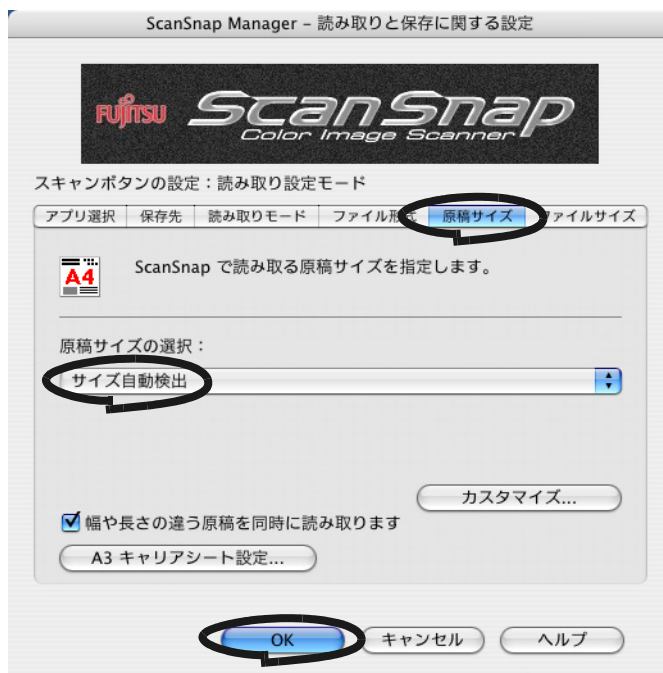 ScanSnap Manager – 読み取りと保存に関する設定
FUJITSU ScanSnap
Color Image Scanner
スキャンボタンの設定：読み取り設定モード
アプリ選択 保存先 読み取りモード ファイル形式 原稿サイズ ファイルサイズ
A4 ScanSnap で読み取る原稿サイズを指定します。
原稿サイズの選択：
サイズ自動検出
カスタマイズ...
幅や長さの違う原稿を同時に読み取ります
A3 キャリアシート設定...
OK キャンセル ヘルプ